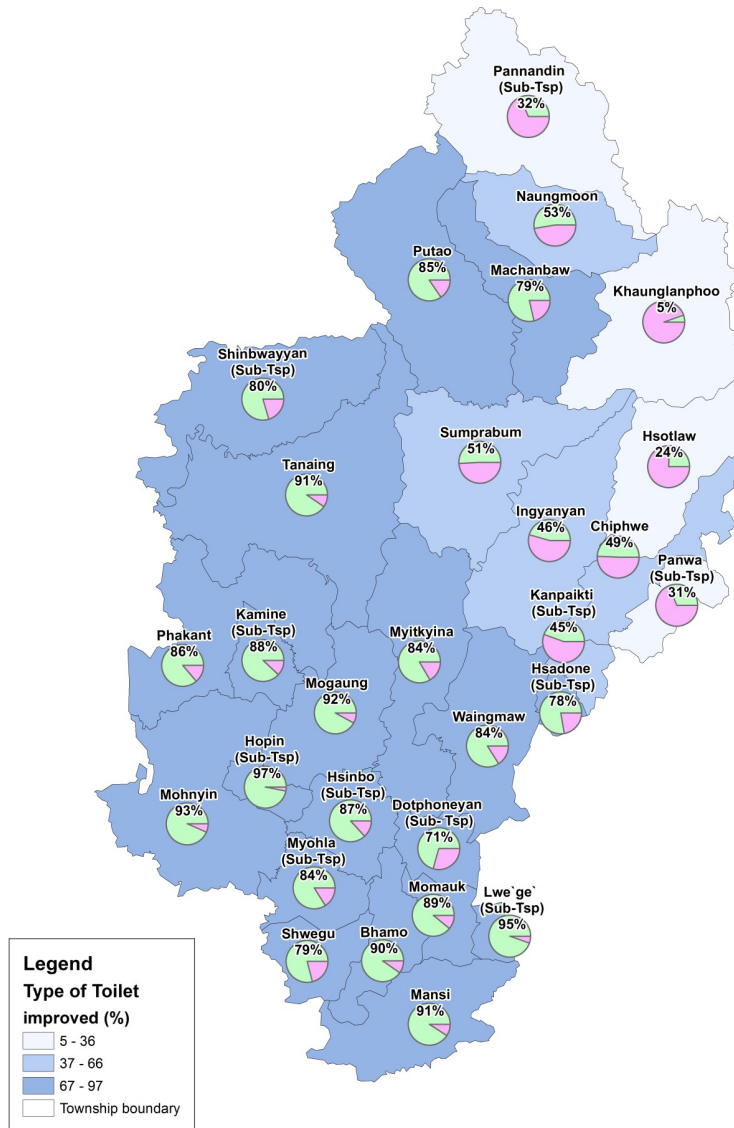 Pannandin
(Sub-Tsp)
32%
Naungmoon
53%
Putao
85%
Machanbaw
79%
Khaunglanphoo
5%
Shinbwayyan
(Sub-Tsp)
80%
Sumprabum
51%
Hsotlaw
24%
Tanaing
91%
Ingyanyan
46%
Chiphwe
49%
Panwa
(Sub-Tsp)
31%
Kanpaikti
(Sub-Tsp)
45%
Phakant
86%
Kamine
(Sub-Tsp)
88%
Myitkyina
84%
Hsadone
(Sub-Tsp)
78%
Mogaung
92%
Waingmaw
84%
Hopin
(Sub-Tsp)
97%
Mohnyin
93%
Hsinbo
(Sub-Tsp)
87%
Dotphoneyan
(Sub- Tsp)
71%
Myohla
(Sub-Tsp)
84%
Momauk
89%
Lwe`ge`
(Sub-Tsp)
95%
Shwegu
79%
Bhamo
90%
Mansi
91%
Legend
Type of Toilet
improved (%)
5 - 36
37 - 66
67 - 97
Township boundary